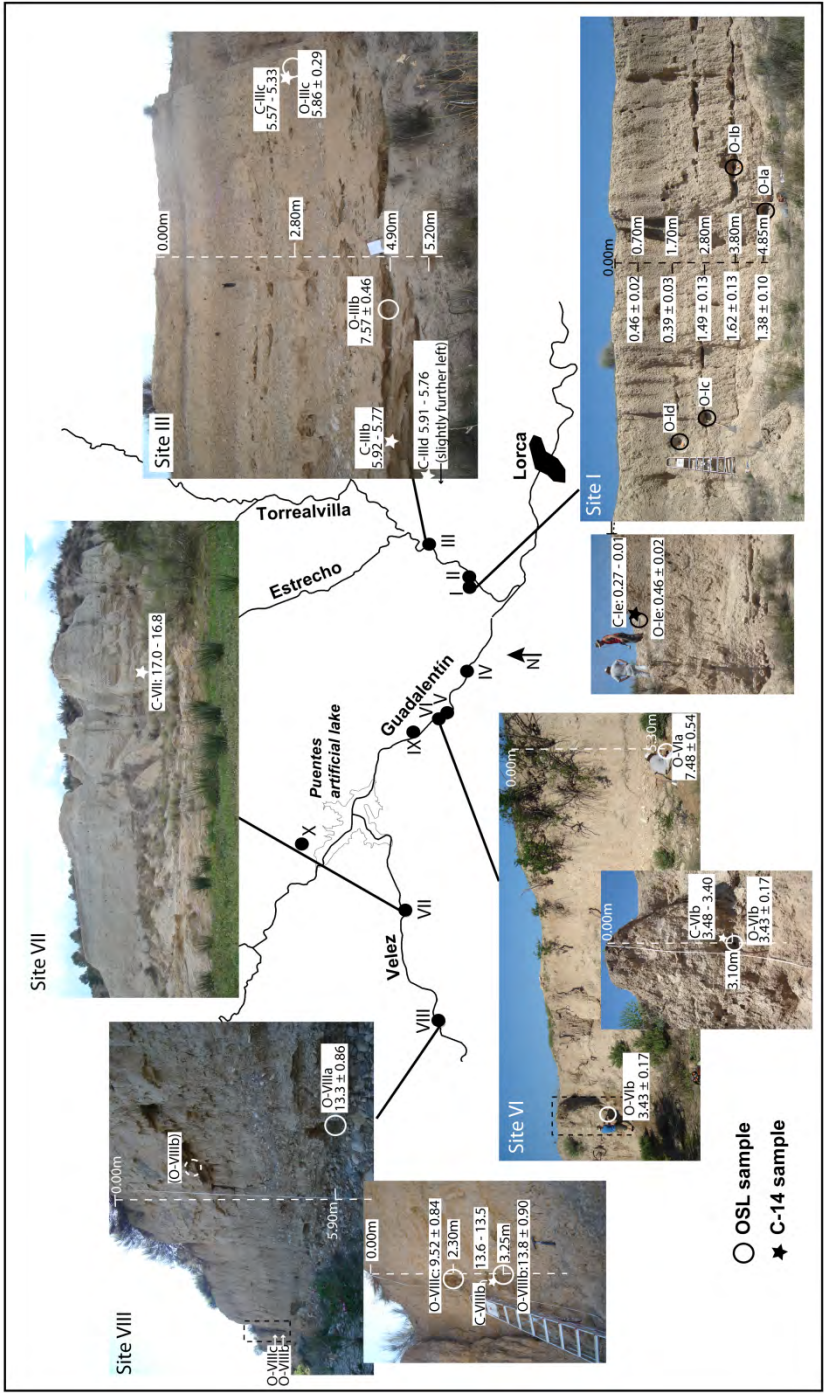 Site VIII
0.00m
(O-VIIIb)
O-VIIIa
13.3 ± 0.86
5.90m
O-VIIIc
O-VIIIb
0.00m
O-VIIIc: 9.52 ± 0.84
2.30m
C-VIIIb
13.6 - 13.5
3.25m
O-VIIIb:13.8 ± 0.90
Site VII
C-VII: 17.0 - 16.8
Site III
0.00m
2.80m
4.90m
5.20m
C-IIIc
5.57 - 5.33
O-IIIc
5.86 ± 0.29
O-IIIb
7.57 ± 0.46
C-IIIb
5.92 - 5.77
C-IIId 5.91 - 5.76
(slightly further left)
Torrealvilla
Estrecho
Puentes
artificial lake
Guadalentin
Velez
Lorca
X
IX
VIII
VII
VI
V
IV
III
II
I
N
Site VI
0.00m
5.30m
O-VIa
7.48 ± 0.54
O-VIb
3.43 ± 0.17
0.00m
3.10m
C-VIb
3.48 - 3.40
O-VIb
3.43 ± 0.17
C-Ie: 0.27 - 0.01
O-Ie: 0.46 ± 0.02
Site I
0.00m
0.46 ± 0.02
0.70m
0.39 ± 0.03
1.70m
1.49 ± 0.13
2.80m
1.62 ± 0.13
3.80m
1.38 ± 0.10
4.85m
O-Id
O-Ic
O-Ib
O-Ia
OSL sample
C-14 sample